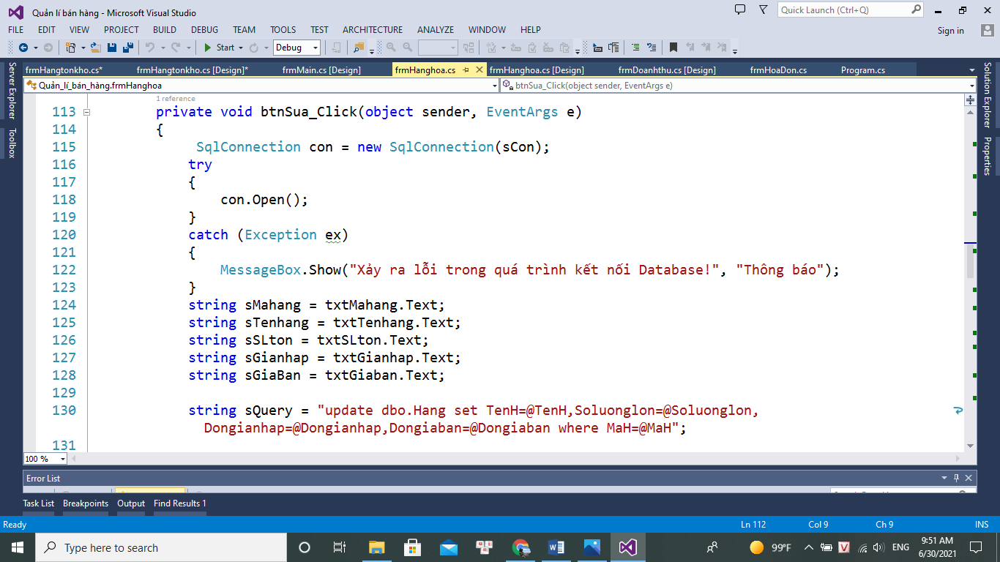 Quản lí bán hàng - Microsoft Visual Studio
Quick Launch (Ctrl+Q)
FILE EDIT VIEW PROJECT BUILD DEBUG TEAM TOOLS TEST ARCHITECTURE ANALYZE WINDOW HELP
Sign in
Start Debug
Server Explorer
Toolbox
Solution Explorer
Properties
frmHangtonkho.cs* frmHangtonkho.cs [Design]* frmMain.cs [Design] frmHanghoa.cs frmHanghoa.cs [Design] frmDoanhthu.cs [Design] frmHoaDon.cs Program.cs
Quản_lí_bán_hàng.frmHanghoa btnSua_Click(object sender, EventArgs e)
1 reference
113 private void btnSua_Click(object sender, EventArgs e)
114 {
115 SqlConnection con = new SqlConnection(sCon);
116 try
117 {
118 con.Open();
119 }
120 catch (Exception ex)
121 {
122 MessageBox.Show("Xảy ra lỗi trong quá trình kết nối Database!", "Thông báo");
123 }
124 string sMahang = txtMahang.Text;
125 string sTenhang = txtTenhang.Text;
126 string sSLton = txtSLton.Text;
127 string sGianhap = txtGianhap.Text;
128 string sGiaBan = txtGiaban.Text;
129
130 string sQuery = "update dbo.Hang set TenH=@TenH,Soluonglon=@Soluonglon,
Dongianhap=@Dongianhap,Dongiaban=@Dongiaban where MaH=@MaH";
131
100 %
Error List
Task List Breakpoints Output Find Results 1
Ready Ln 112 Col 9 Ch 9 INS
Type here to search
99°F ENG 9:51 AM
6/30/2021